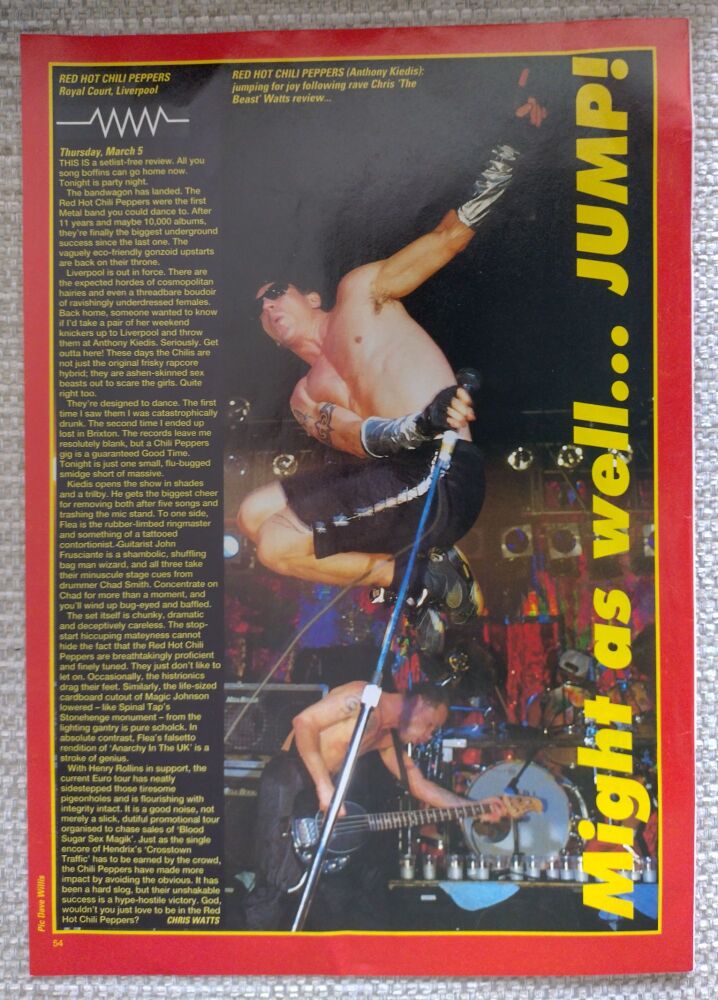 RED HOT CHILI PEPPERS
Royal Court, Liverpool
RED HOT CHILI PEPPERS (Anthony Kiedis):
jumping for joy following rave Chris 'The
Beast' Watts review...
Thursday, March 5
THIS IS a setlist-free review. All you
song boffins can go home now.
Tonight is party night.
The bandwagon has landed. The
Red Hot Chili Peppers were the first
Metal band you could dance to. After
11 years and maybe 10,000 albums,
they're finally the biggest underground
success since the last one. The
vaguely eco-friendly gonzoid upstarts
are back on their throne.
Liverpool is out in force. There are
the expected hordes of cosmopolitan
hairies and even a threadbare boudoir
of ravishingly underdressed females.
Back home, someone wanted to know
if I'd take a pair of her weekend
knickers up to Liverpool and throw
them at Anthony Kiedis. Seriously. Get
outta here! These days the Chilis are
not just the original frisky rapcore
hybrid; they are ashen-skinned sex
beasts out to scare the girls. Quite
right too.
They're designed to dance. The first
time I saw them I was catastrophically
drunk. The second time I ended up
lost in Brixton. The records leave me
resolutely blank, but a Chili Peppers
gig is a guaranteed Good Time.
Tonight is just one small, flu-bugged
smidge short of massive.
Kiedis opens the show in shades
and a trilby. He gets the biggest cheer
for removing both after five songs and
trashing the mic stand. To one side,
Flea is the rubber-limbed ringmaster
and something of a tattooed
contortionist. Guitarist John
Frusciante is a shambolic, shuffling
bag man wizard, and all three take
their minuscule stage cues from
drummer Chad Smith. Concentrate on
Chad for more than a moment, and
you'll wind up bug-eyed and baffled.
The set itself is chunky, dramatic
and deceptively careless. The stop-
start hiccuping mateyness cannot
hide the fact that the Red Hot Chili
Peppers are breathtakingly proficient
and finely tuned. They just don't like to
let on. Occasionally, the histrionics
drag their feet. Similarly, the life-sized
cardboard cutout of Magic Johnson
lowered – like Spinal Tap's
Stonehenge monument – from the
lighting gantry is pure scholck. In
absolute contrast, Flea's falsetto
rendition of 'Anarchy In The UK' is a
stroke of genius.
With Henry Rollins in support, the
current Euro tour has neatly
sidestepped those tiresome
pigeonholes and is flourishing with
integrity intact. It is a good noise, not
merely a slick, dutiful promotional tour
organised to chase sales of 'Blood
Sugar Sex Magik'. Just as the single
encore of Hendrix's 'Crosstown
Traffic' has to be earned by the crowd,
the Chili Peppers have made more
impact by avoiding the obvious. It has
been a hard slog, but their unshakable
success is a hype-hostile victory. God,
wouldn't you just love to be in the Red
Hot Chili Peppers? CHRIS WATTS
Might as well... JUMP!
Pic Dave Willis
54